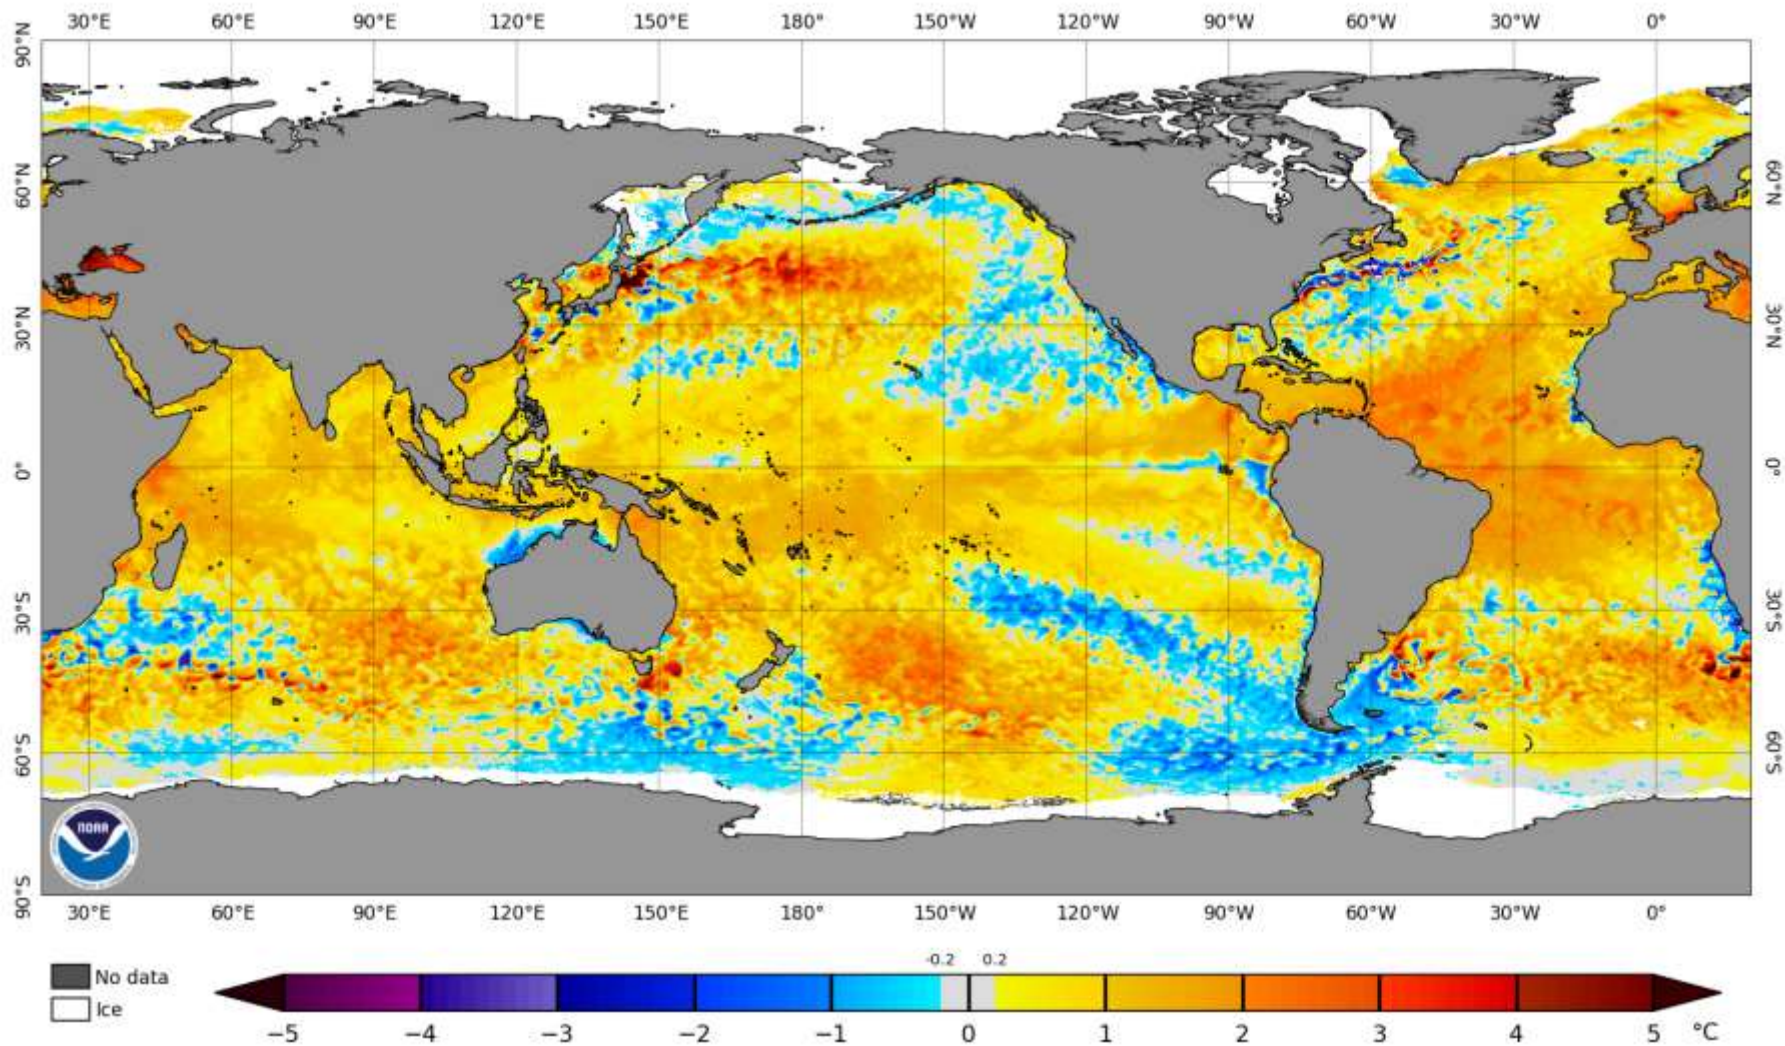 30°E 60°E 90°E 120°E 150°E 180° 150°W 120°W 90°W 60°W 30°W 0°
90°N
60°N 60°N
30°N 30°N
0° 0°
30°S 30°S
60°S 60°S
90°S
NOAA
30°E 60°E 90°E 120°E 150°E 180° 150°W 120°W 90°W 60°W 30°W 0°
-0.2 0.2
No data
Ice
−5 −4 −3 −2 −1 0 1 2 3 4 5 °C